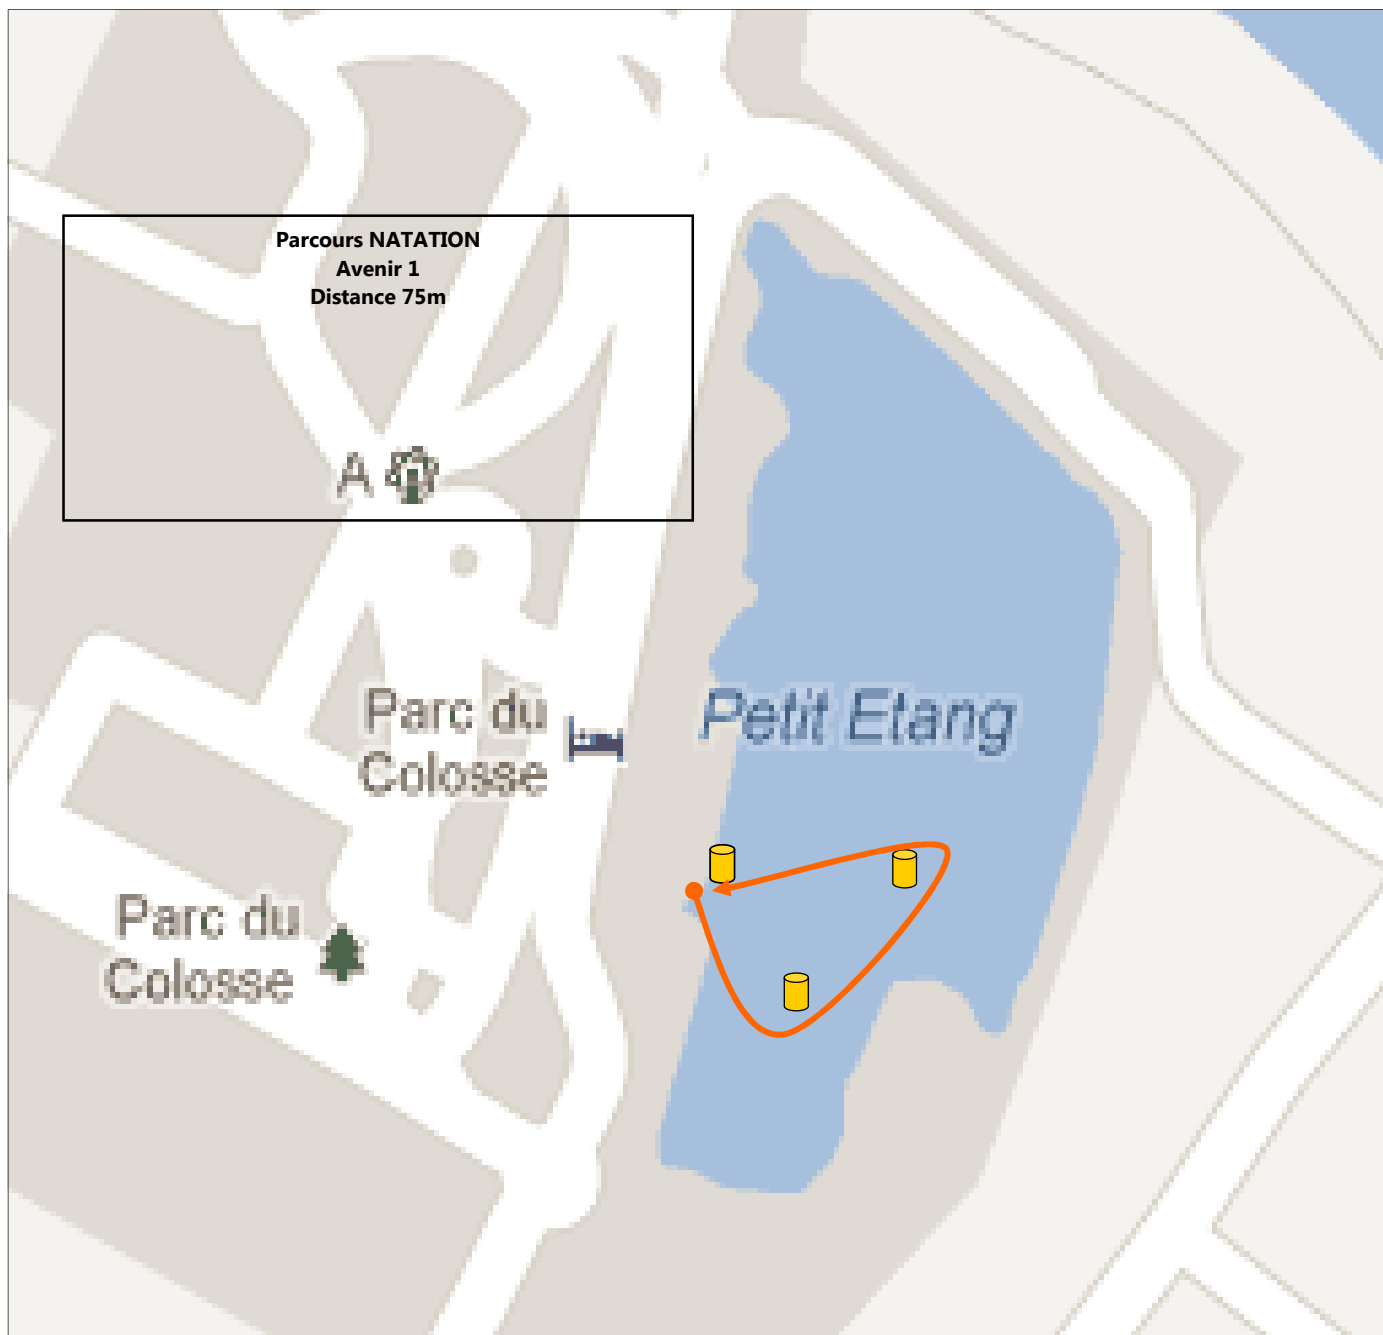 Parcours NATATION
Avenir 1
Distance 75m
A
Parc du
Colosse
Petit Etang
Parc du
Colosse